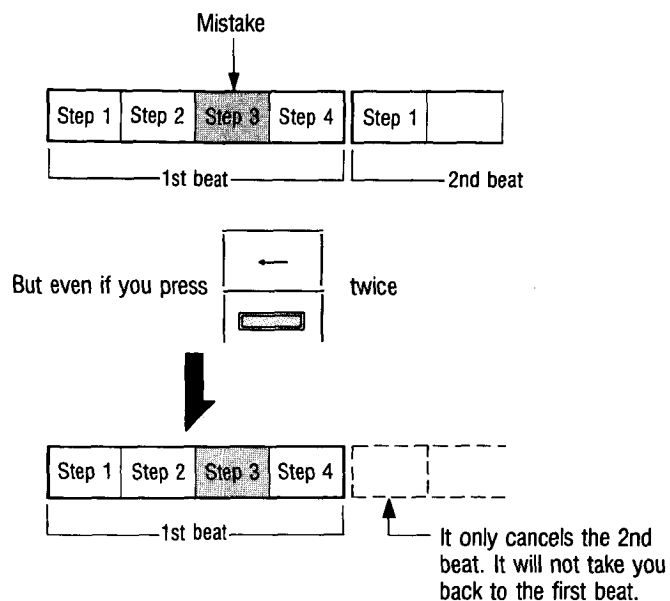 Mistake
Step 1 Step 2 Step 3 Step 4 Step 1
1st beat 2nd beat
But even if you press ← twice
Step 1 Step 2 Step 3 Step 4
1st beat
It only cancels the 2nd
beat. It will not take you
back to the first beat.